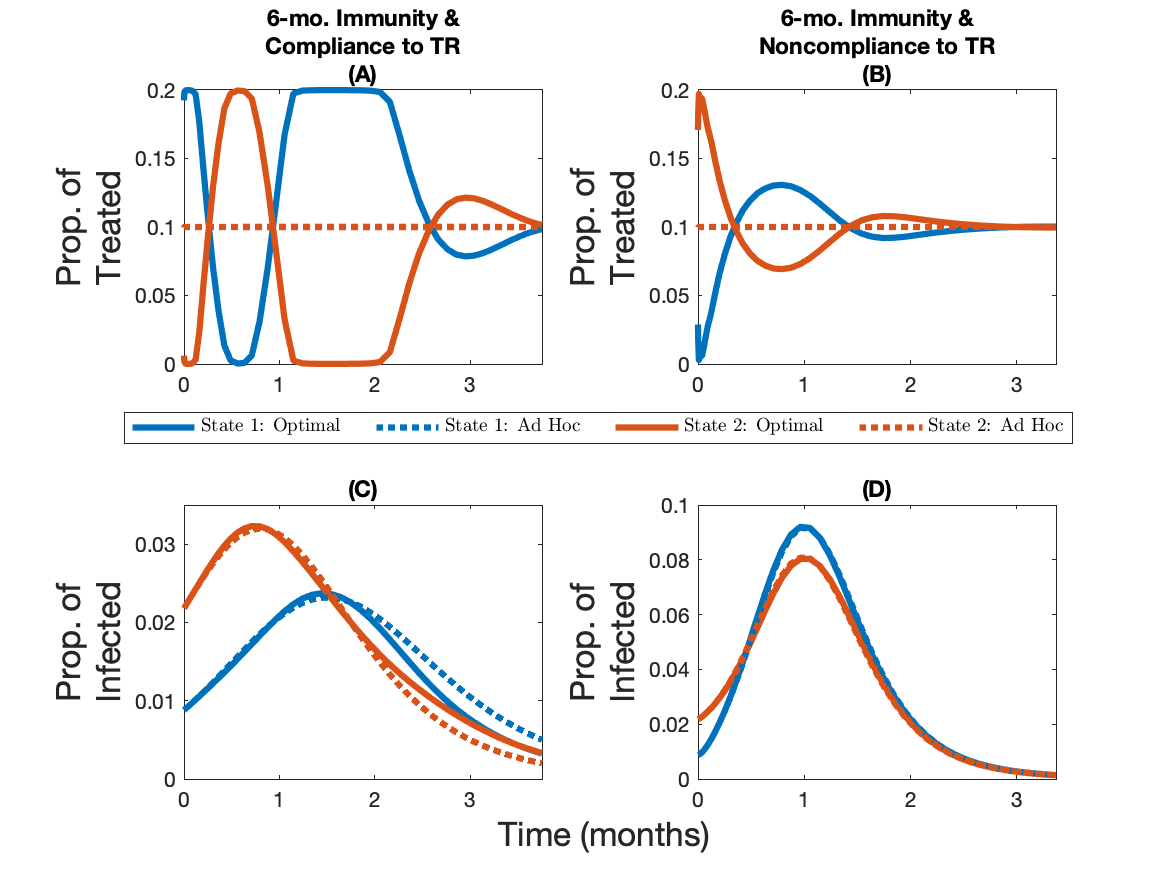 6-mo. Immunity &
Compliance to TR
(A)
6-mo. Immunity &
Noncompliance to TR
(B)
Prop. of
Treated
0.2
0.15
0.1
0.05
0
0 1 2 3
Prop. of
Treated
0.2
0.15
0.1
0.05
0
0 1 2 3
State 1: Optimal State 1: Ad Hoc State 2: Optimal State 2: Ad Hoc
(C)
Prop. of
Infected
0.03
0.02
0.01
0
0 1 2 3
(D)
Prop. of
Infected
0.1
0.08
0.06
0.04
0.02
0
0 1 2 3
Time (months)